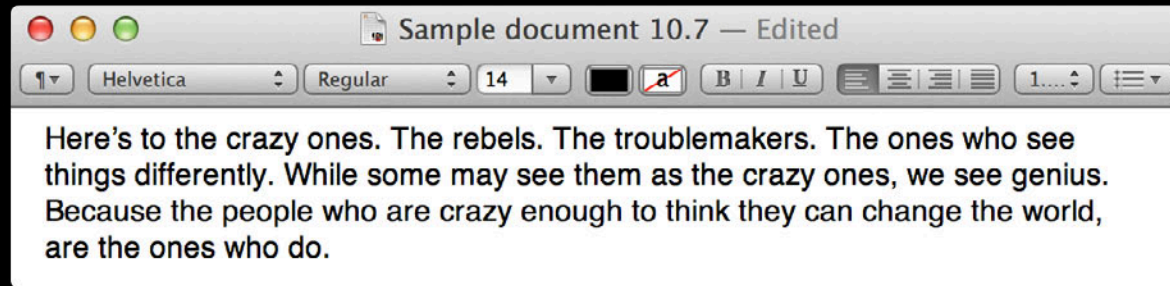 Sample document 10.7 — Edited
¶ Helvetica Regular 14 a B I U 1....
Here’s to the crazy ones. The rebels. The troublemakers. The ones who see
things differently. While some may see them as the crazy ones, we see genius.
Because the people who are crazy enough to think they can change the world,
are the ones who do.